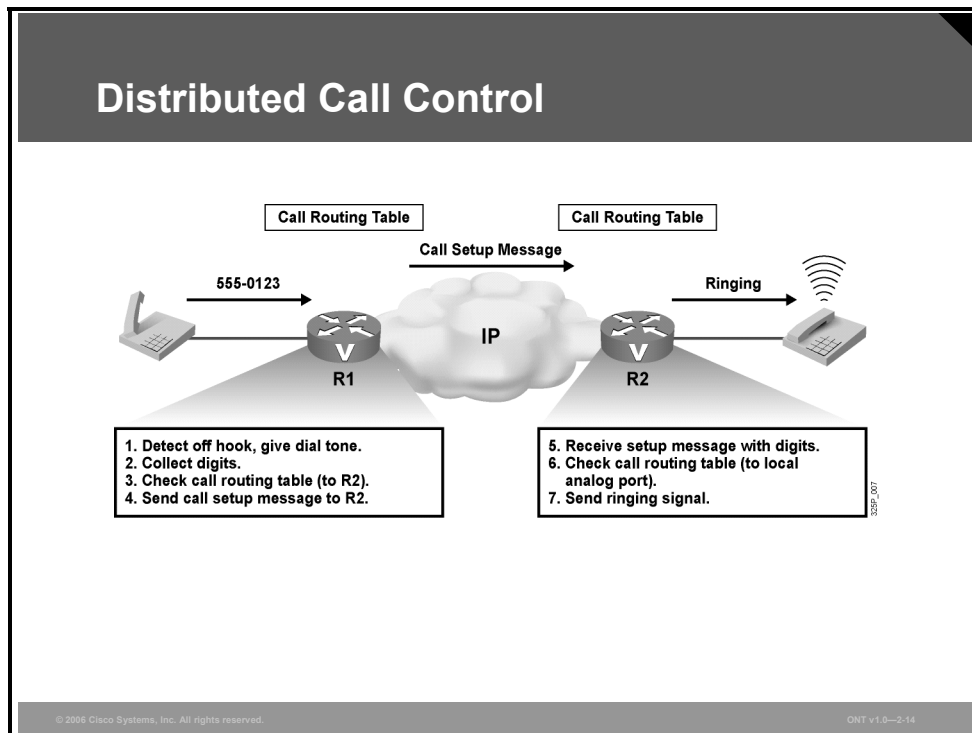 Distributed Call Control
Call Routing Table
Call Routing Table
Call Setup Message
555-0123
Ringing
IP
V
V
R1
R2
1. Detect off hook, give dial tone.
2. Collect digits.
3. Check call routing table (to R2).
4. Send call setup message to R2.
5. Receive setup message with digits.
6. Check call routing table (to local
analog port).
7. Send ringing signal.
325P_007
© 2006 Cisco Systems, Inc. All rights reserved.
ONT v1.0—2-14